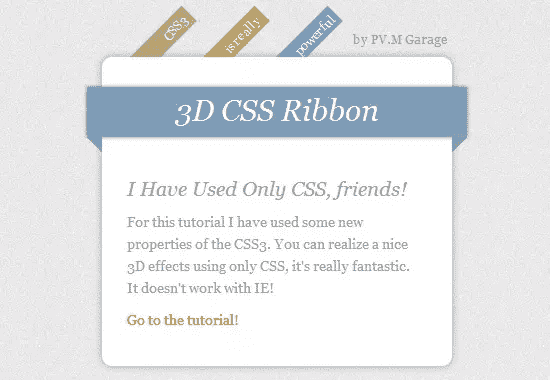 CSS3
is really
powerful
by PV.M Garage
3D CSS Ribbon
I Have Used Only CSS, friends!
For this tutorial I have used some new
properties of the CSS3. You can realize a nice
3D effects using only CSS, it's really fantastic.
It doesn't work with IE!
Go to the tutorial!